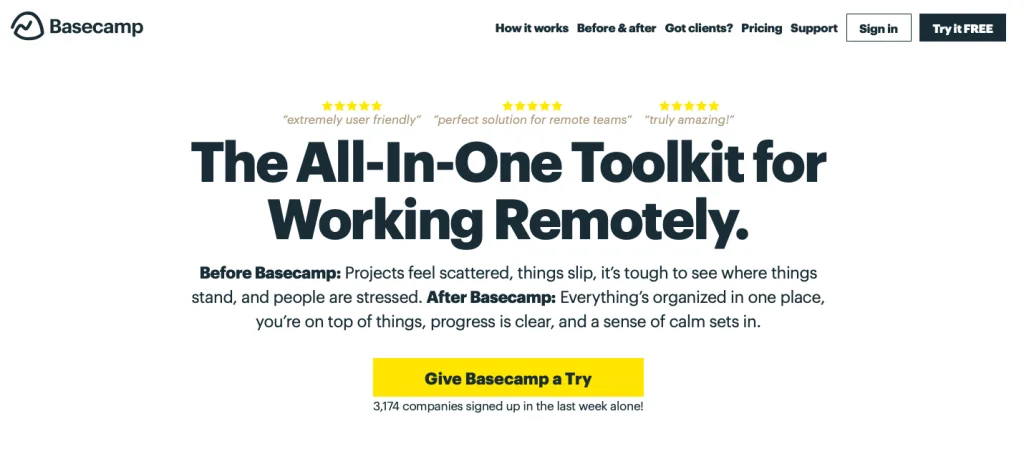 Basecamp
How it works Before & after Got clients? Pricing Support Sign in Try it FREE
“extremely user friendly” “perfect solution for remote teams” “truly amazing!”
The All-In-One Toolkit for
Working Remotely.
Before Basecamp: Projects feel scattered, things slip, it’s tough to see where things
stand, and people are stressed. After Basecamp: Everything’s organized in one place,
you’re on top of things, progress is clear, and a sense of calm sets in.
Give Basecamp a Try
3,174 companies signed up in the last week alone!